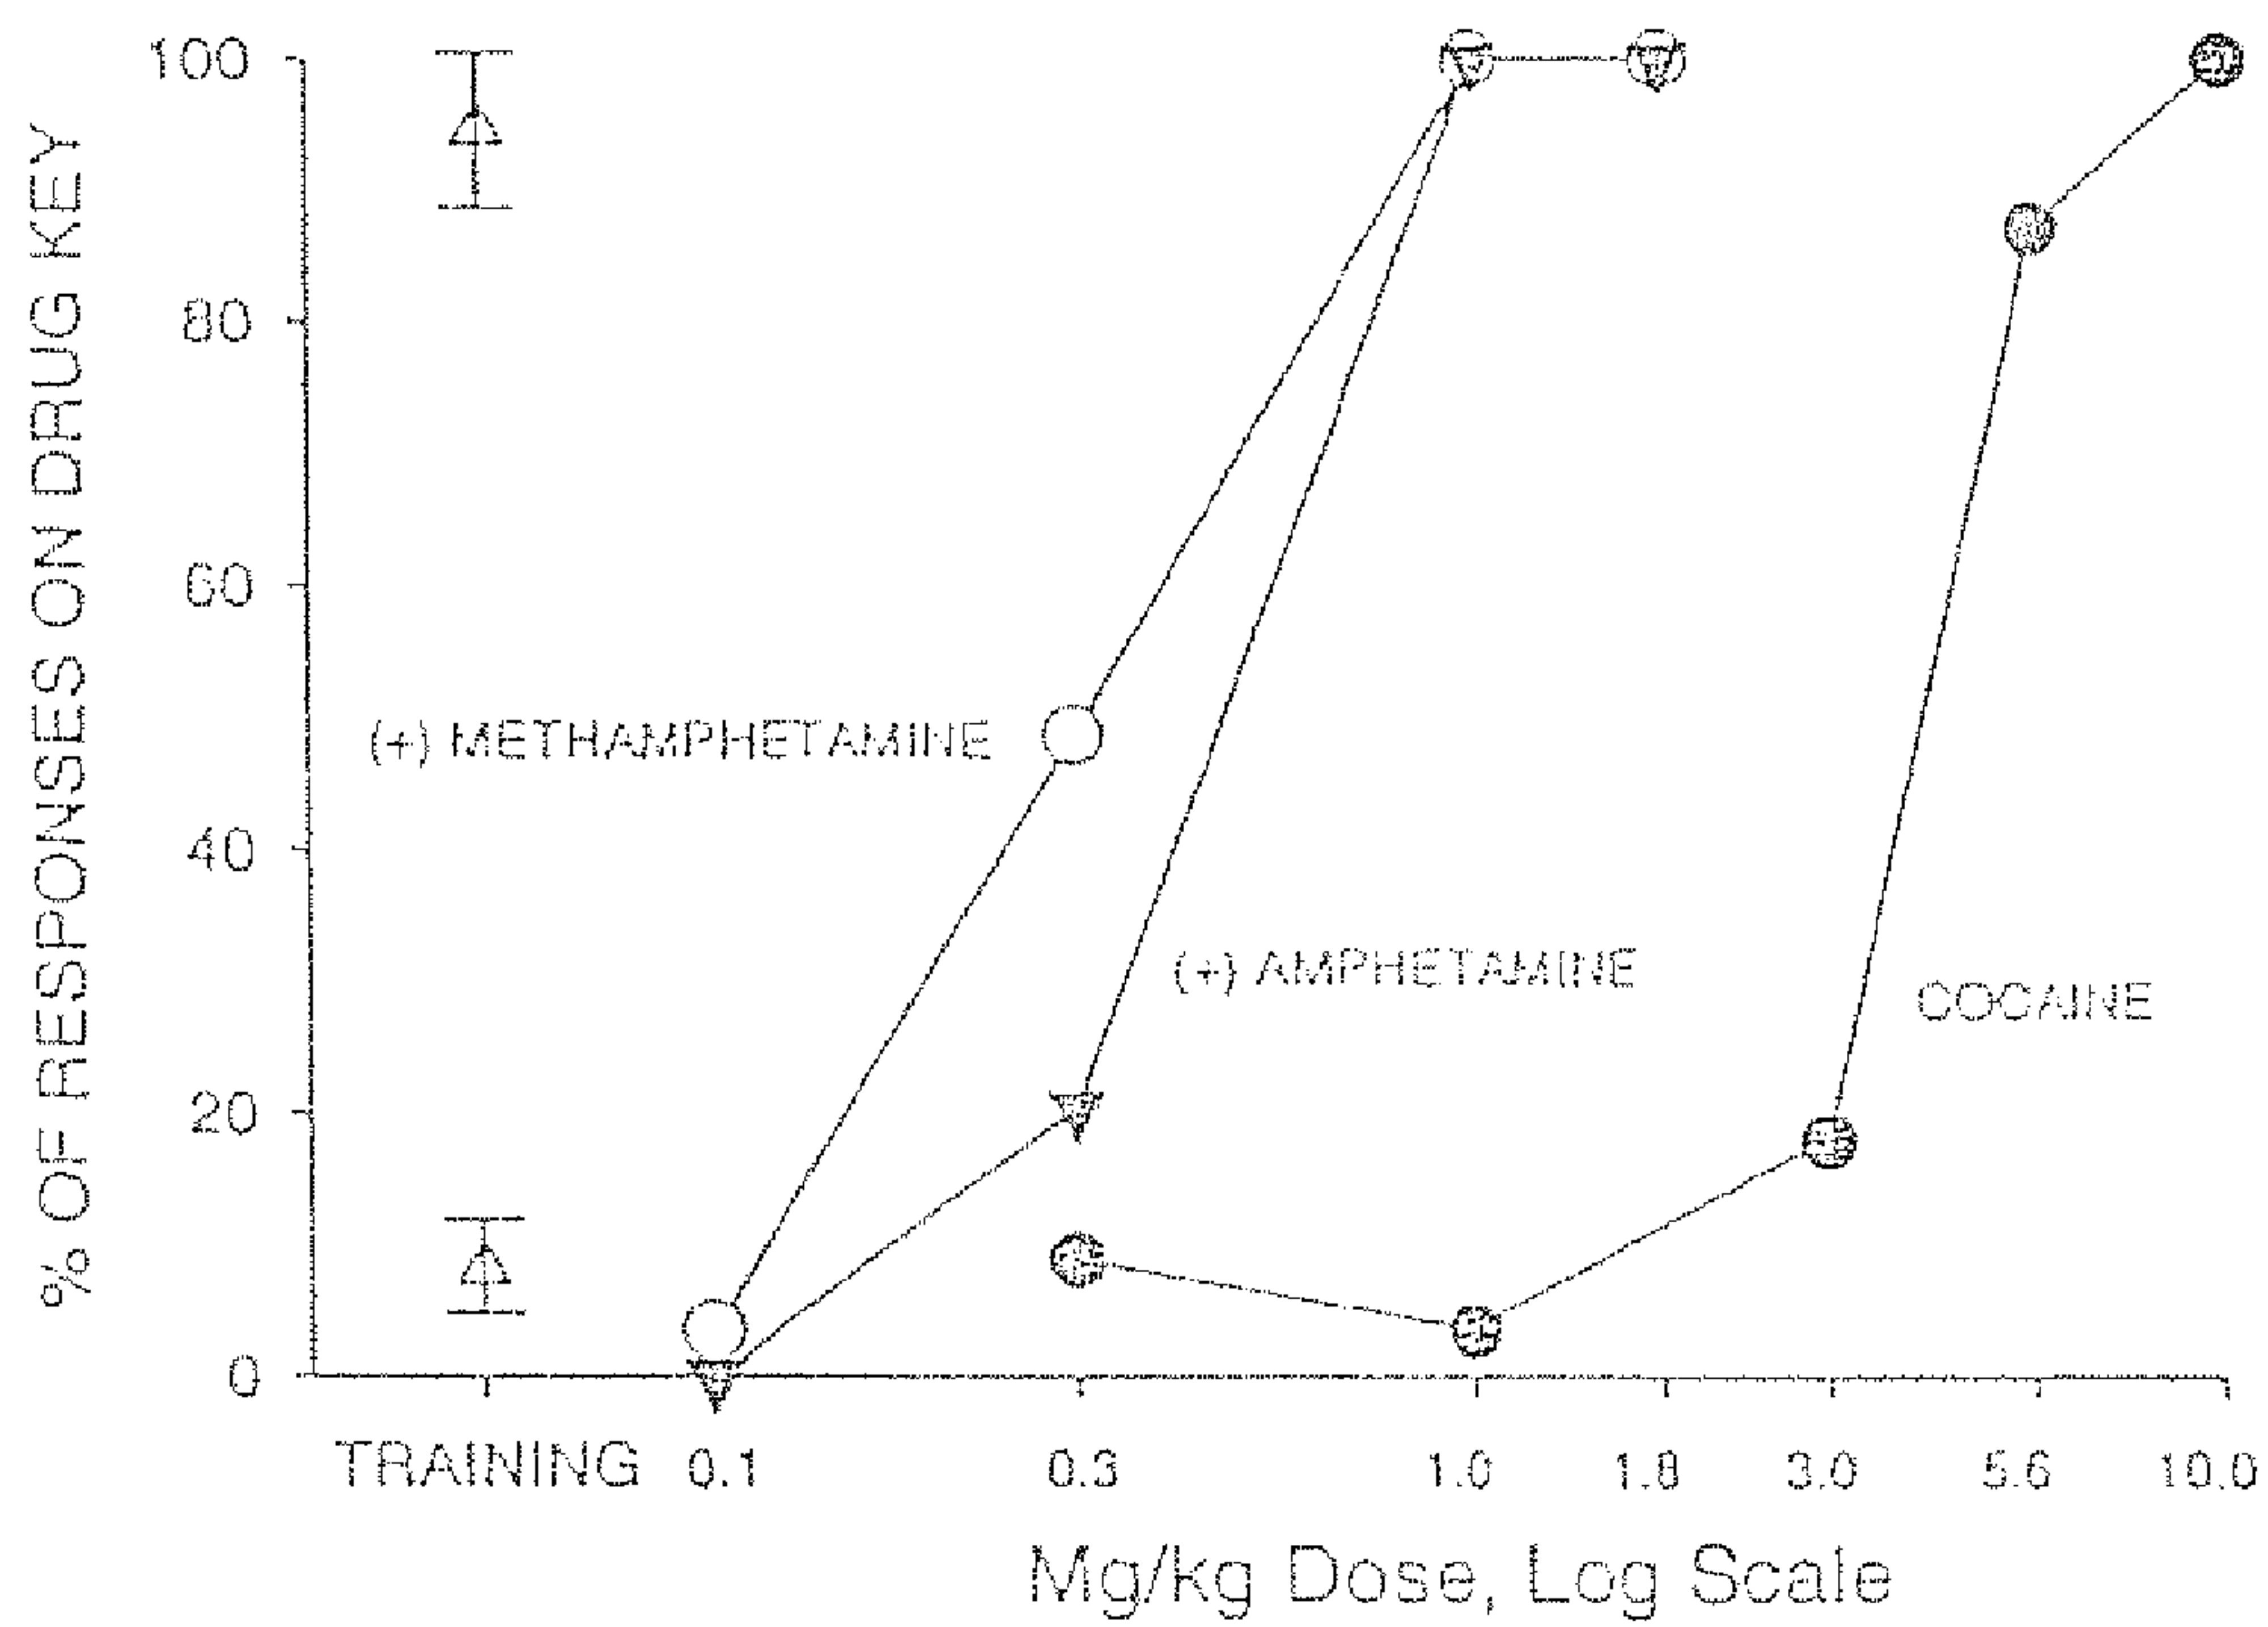 % OF RESPONSES ON DRUG KEY
100
80
60
40
20
0
(+) METHAMPHETAMINE
(+) AMPHETAMINE
COCAINE
TRAINING 0.1 0.3 1.0 1.8 3.0 5.6 10.0
Mg/kg Dose, Log Scale